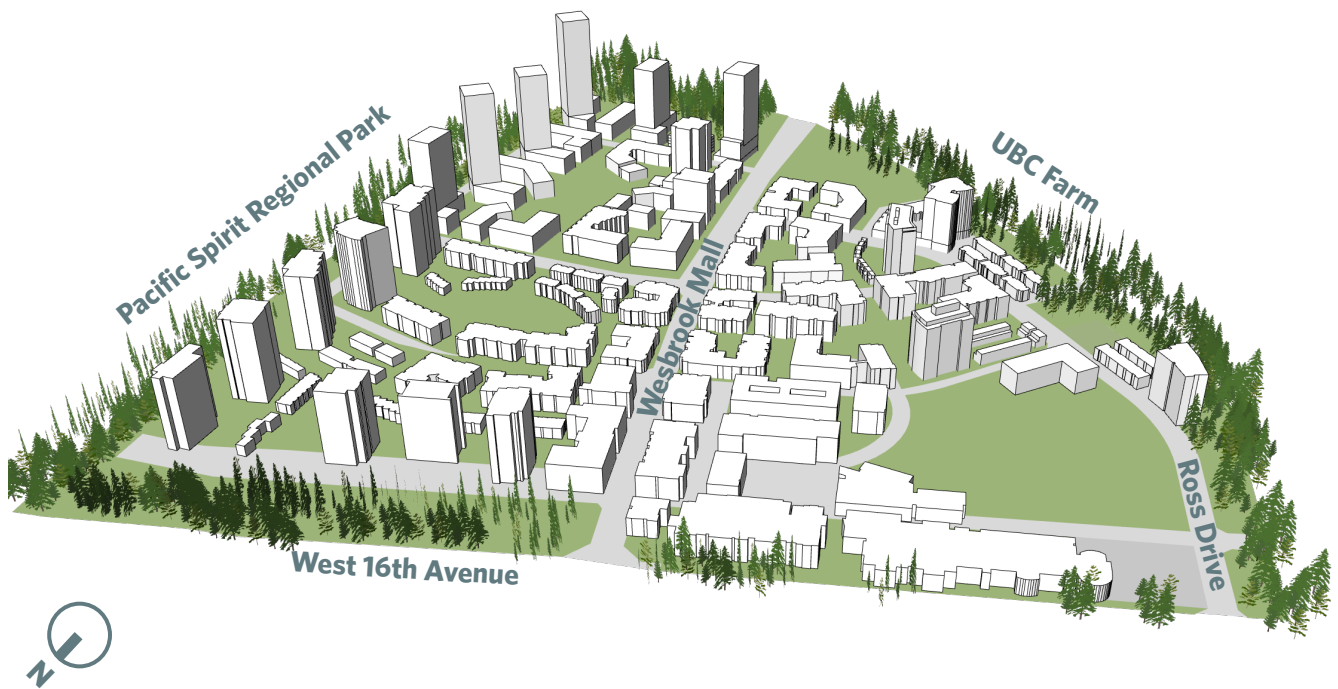 Pacific Spirit Regional Park
UBC Farm
Wesbrook Mall
Ross Drive
West 16th Avenue
N